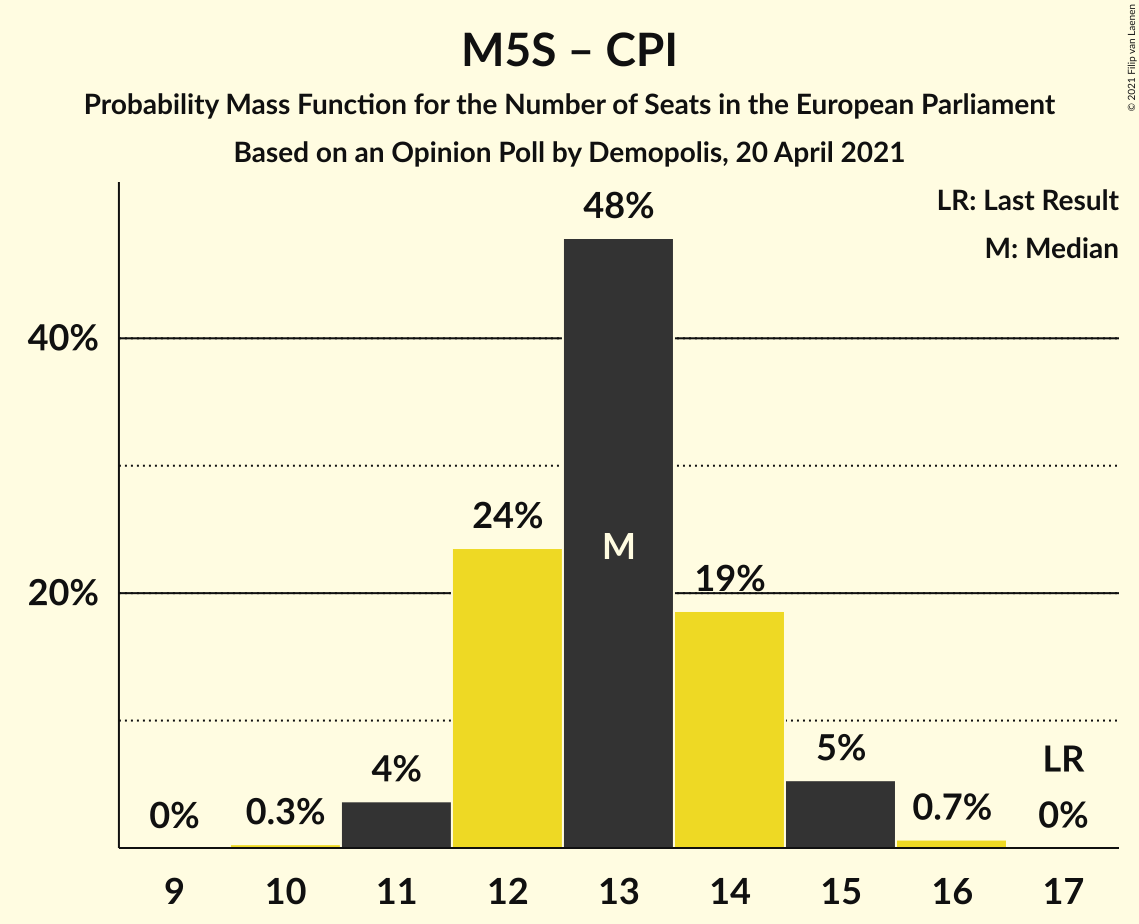 M5S – CPI
Probability Mass Function for the Number of Seats in the European Parliament
Based on an Opinion Poll by Demopolis, 20 April 2021
© 2021 Filip van Laenen
LR: Last Result
M: Median
48%
40%
24%
M
19%
20%
5%
LR
4%
0.7%
0.3%
0%
0%
9 10 11 12 13 14 15 16 17